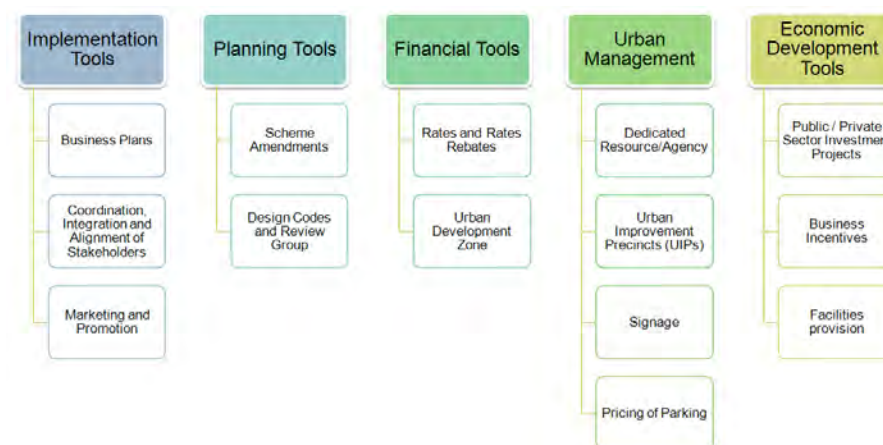 Implementation
Tools
Business Plans
Coordination,
Integration and
Alignment of
Stakeholders
Marketing and
Promotion
Planning Tools
Scheme
Amendments
Design Codes
and Review
Group
Financial Tools
Rates and Rates
Rebates
Urban
Development
Zone
Urban
Management
Dedicated
Resource/Agency
Urban
Improvement
Precincts (UIPs)
Signage
Pricing of Parking
Economic
Development
Tools
Public / Private
Sector Investmen
Projects
Business
Incentives
Facilities
provision